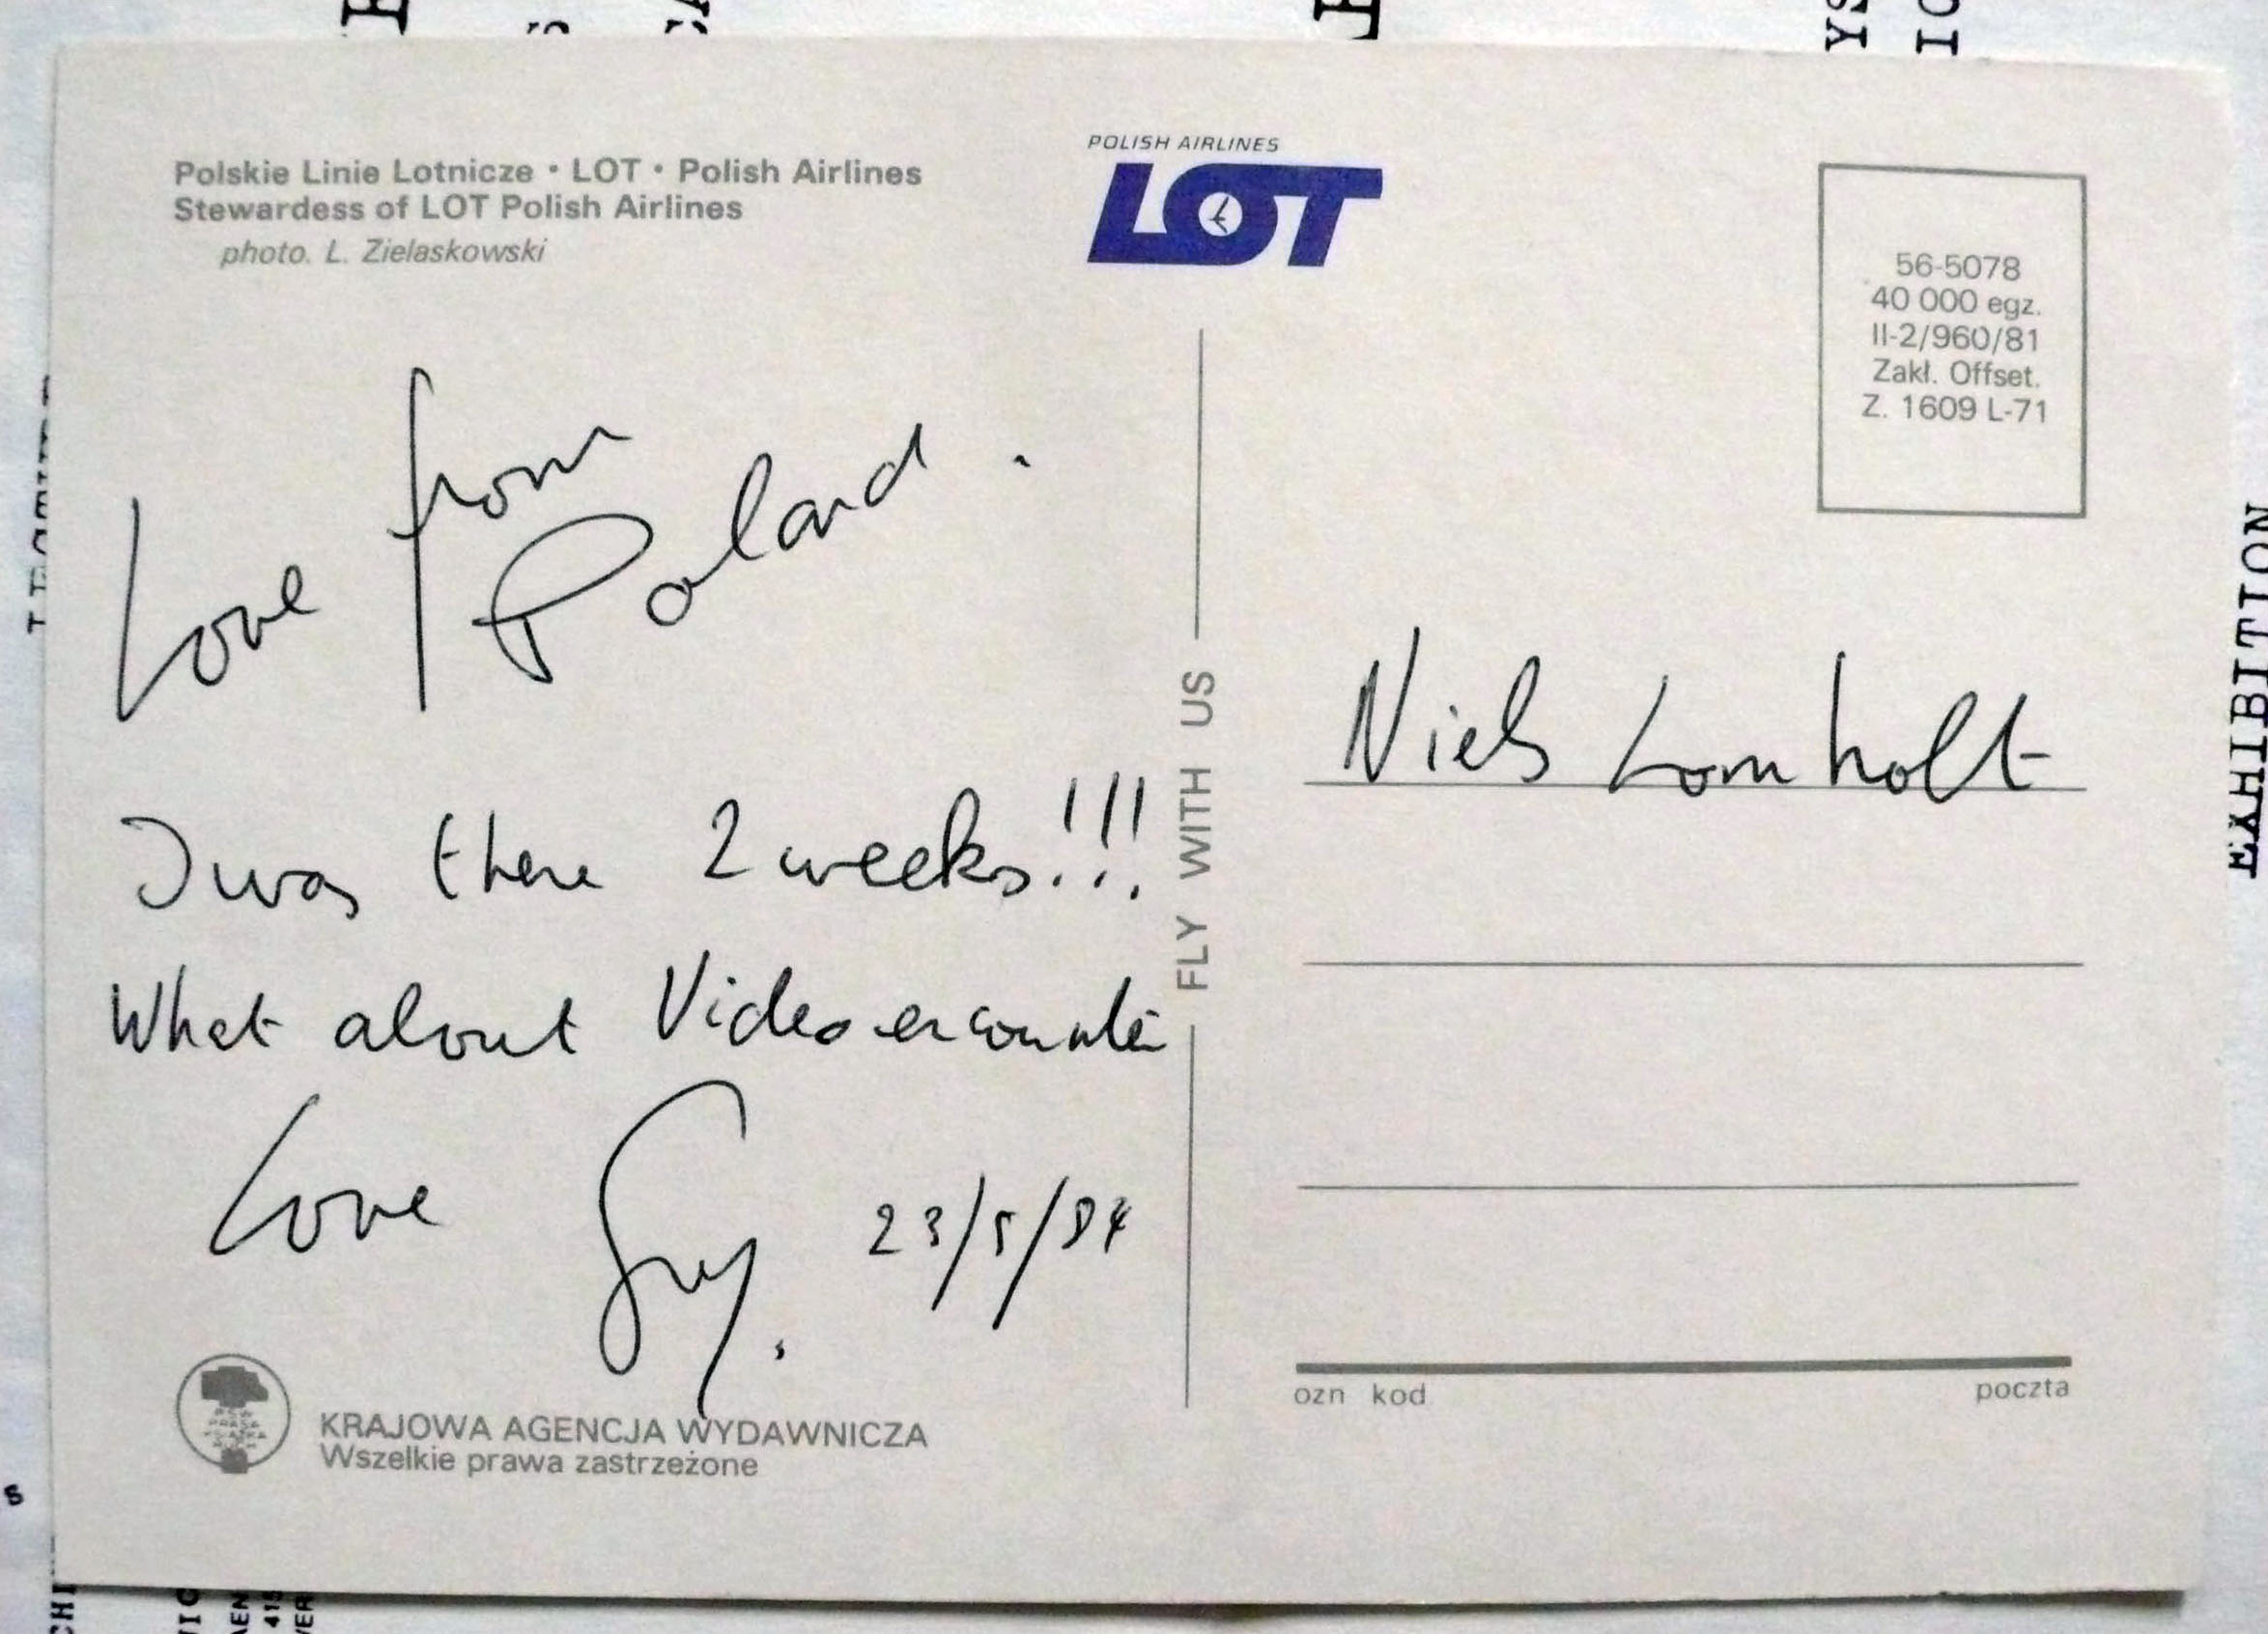 Polskie Linie Lotnicze • LOT • Polish Airlines
Stewardess of LOT Polish Airlines
photo. L. Zielaskowski
POLISH AIRLINES
LOT
56-5078
40 000 egz.
II-2/960/81
Zakł. Offset.
Z. 1609 L-71
Love from
Poland.
I was there 2 weeks!!!
What about Video
Love Guy. 23/5/84
FLY WITH US
Niels Lomholt
ozn kod poczta
KRAJOWA AGENCJA WYDAWNICZA
Wszelkie prawa zastrzeżone
EXHIBITION